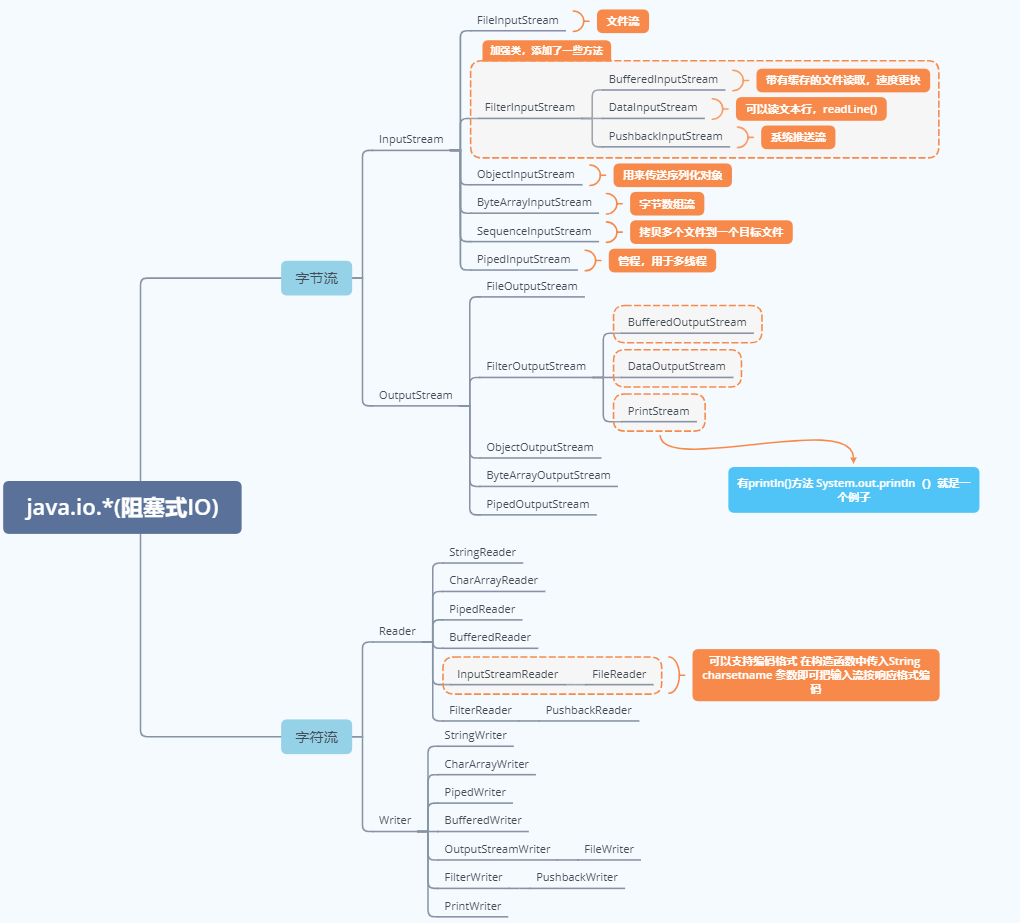 FileInputStream
文件流
加强类，添加了一些方法
BufferedInputStream
带有缓存的文件读取，速度更快
FilterInputStream
DataInputStream
可以读文本行，readLine()
PushbackInputStream
系统推送流
InputStream
ObjectInputStream
用来传送序列化对象
ByteArrayInputStream
字节数组流
SequenceInputStream
拷贝多个文件到一个目标文件
PipedInputStream
管程，用于多线程
字节流
FileOutputStream
BufferedOutputStream
FilterOutputStream
DataOutputStream
OutputStream
PrintStream
ObjectOutputStream
ByteArrayOutputStream
有println()方法 System.out.println（）就是一
个例子
PipedOutputStream
java.io.*(阻塞式IO)
StringReader
CharArrayReader
PipedReader
Reader
BufferedReader
InputStreamReader
FileReader
可以支持编码格式 在构造函数中传入String
charsetname 参数即可把输入流按响应格式编
码
FilterReader
PushbackReader
字符流
StringWriter
CharArrayWriter
PipedWriter
Writer
BufferedWriter
OutputStreamWriter
FileWriter
FilterWriter
PushbackWriter
PrintWriter